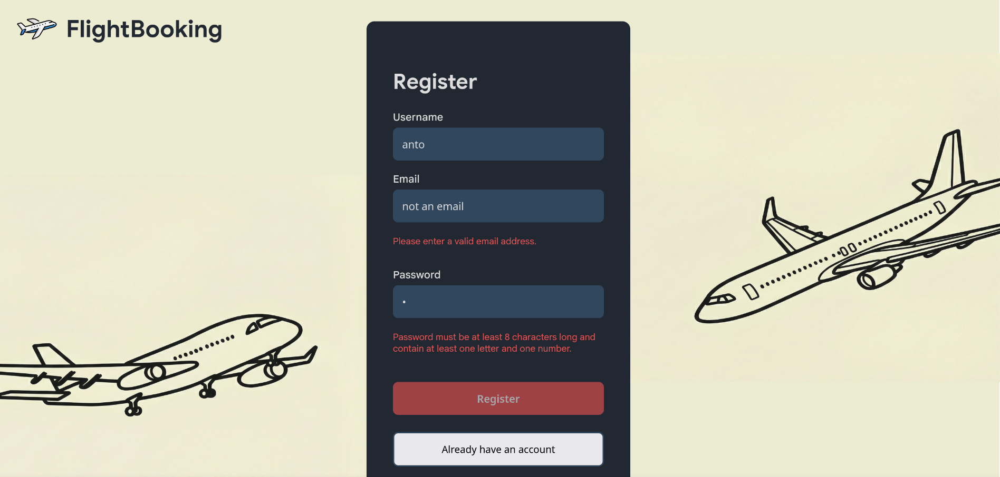 FlightBooking
Register
Username
anto
Email
not an email
Please enter a valid email address.
Password
•
Password must be at least 8 characters long and
contain at least one letter and one number.
Register
Already have an account